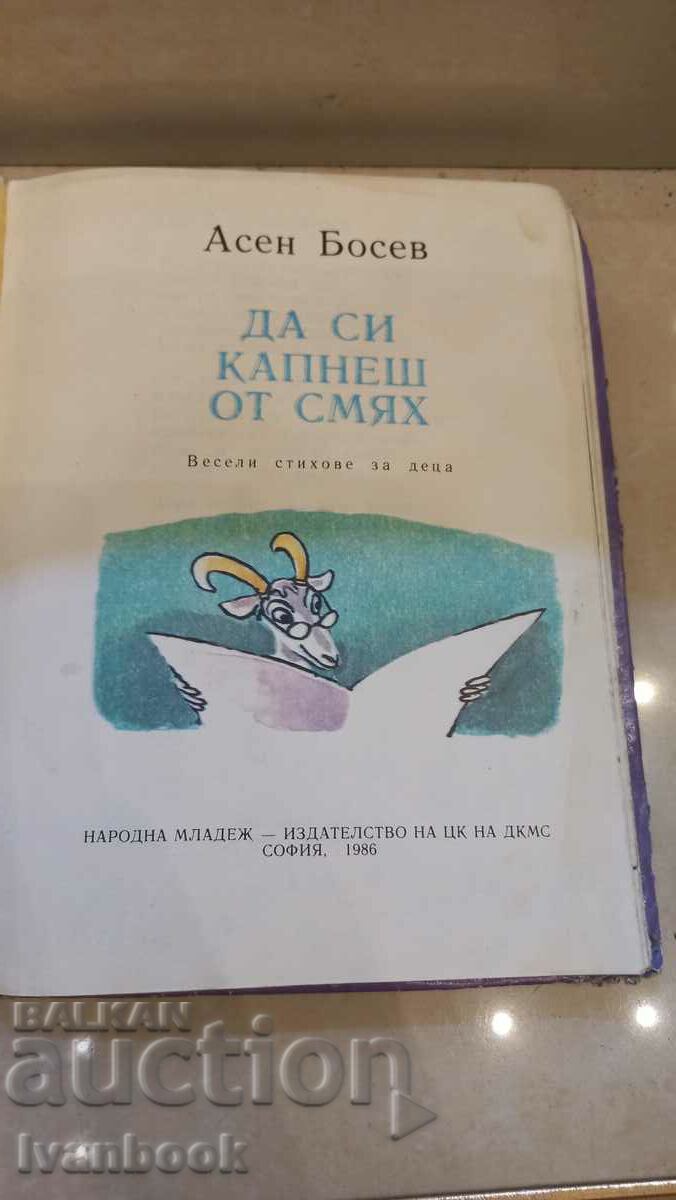 Асен Босев
ДА СИ
КАПНЕШ
ОТ СМЯХ
Весели стихове за деца
НАРОДНА МЛАДЕЖ — ИЗДАТЕЛСТВО НА ЦК НА ДКМС
СОФИЯ, 1986
BALKAN
auction
Ivanbook